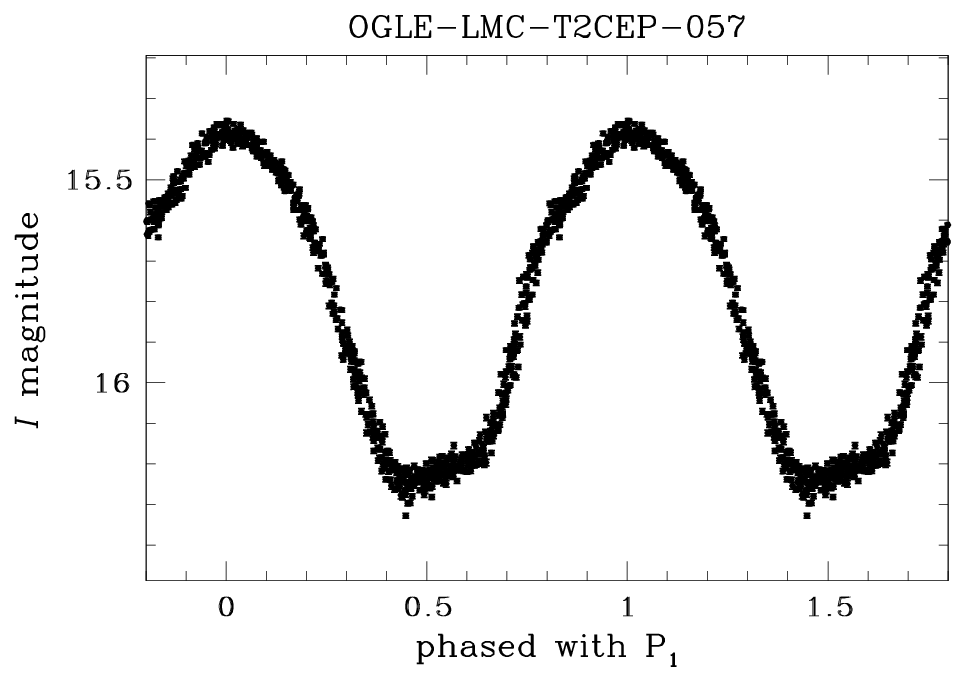 OGLE-LMC-T2CEP-057
15.5
16
I magnitude
0 0.5 1 1.5
phased with P₁